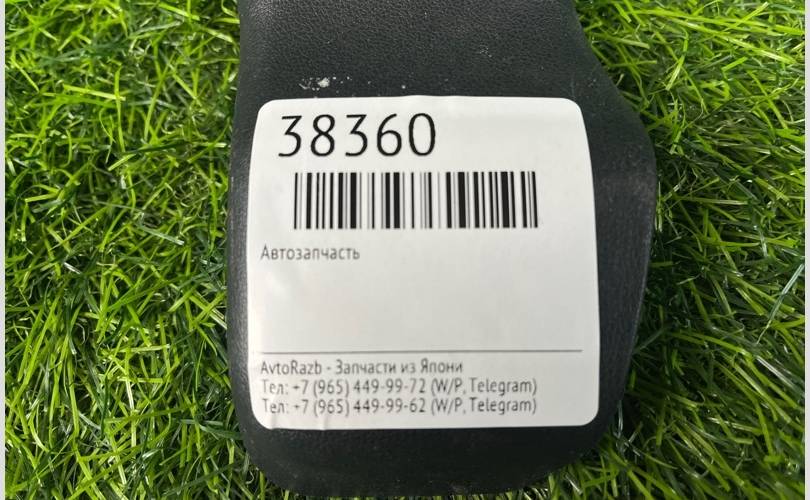 38360
Автозапчасть
AvtoRazb - Запчасти из Япони
Тел: +7 (965) 449-99-72 (W/P, Telegram)
Тел: +7 (965) 449-99-62 (W/P, Telegram)